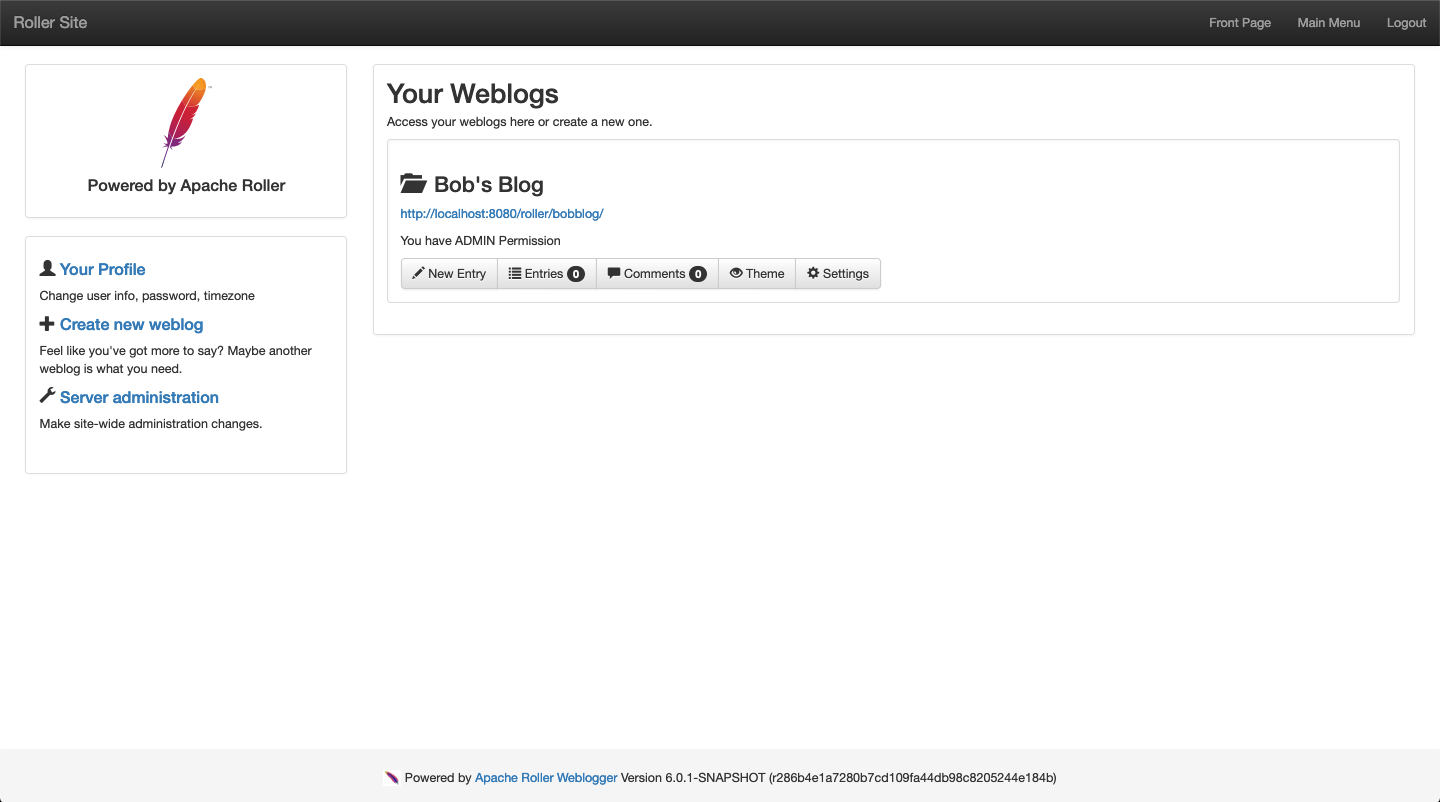 Roller Site
Front Page
Main Menu
Logout
Powered by Apache Roller
Your Profile
Change user info, password, timezone
Create new weblog
Feel like you've got more to say? Maybe another
weblog is what you need.
Server administration
Make site-wide administration changes.
Your Weblogs
Access your weblogs here or create a new one.
Bob's Blog
http://localhost:8080/roller/bobblog/
You have ADMIN Permission
New Entry
Entries 0
Comments 0
Theme
Settings
Powered by Apache Roller Weblogger Version 6.0.1-SNAPSHOT (r286b4e1a7280b7cd109fa44db98c8205244e184b)